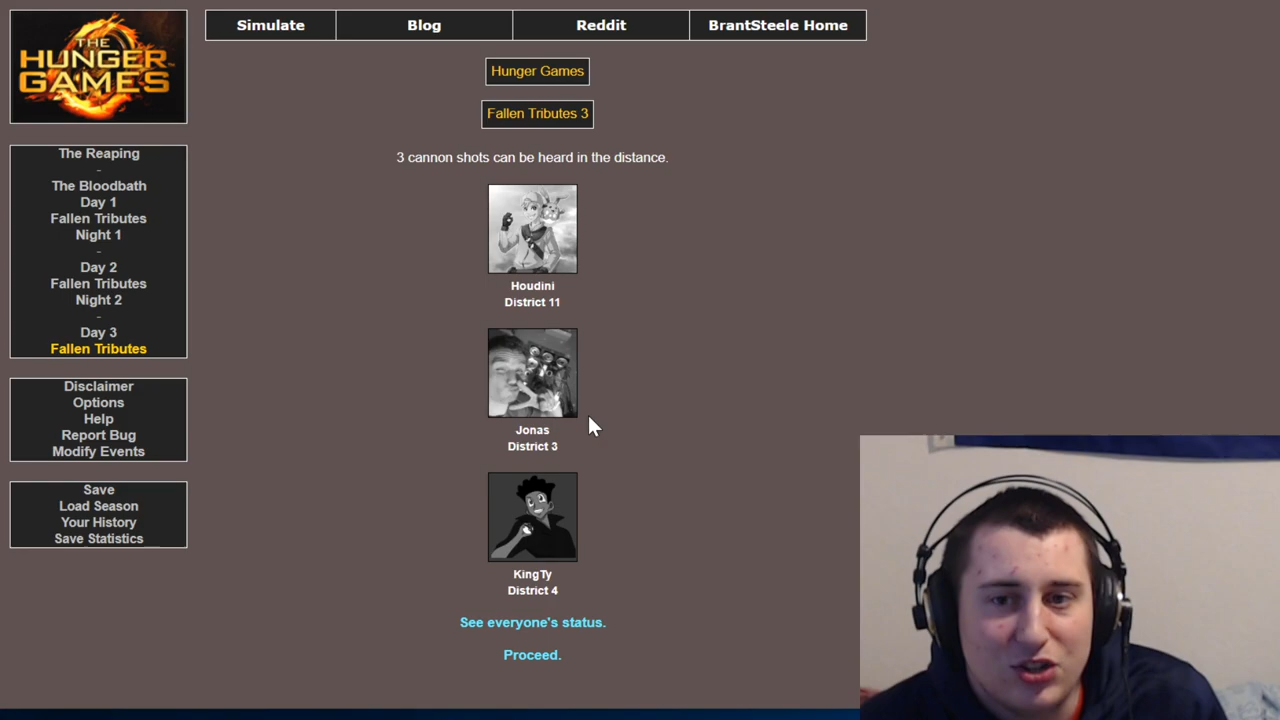 THE
HUNGER
GAMES
Simulate
Blog
Reddit
BrantSteele Home
The Reaping
-
The Bloodbath
Day 1
Fallen Tributes
Night 1
-
Day 2
Fallen Tributes
Night 2
-
Day 3
Fallen Tributes
Disclaimer
Options
Help
Report Bug
Modify Events
Save
Load Season
Your History
Save Statistics
Hunger Games
Fallen Tributes 3
3 cannon shots can be heard in the distance.
Houdini
District 11
Jonas
District 3
KingTy
District 4
See everyone's status.
Proceed.